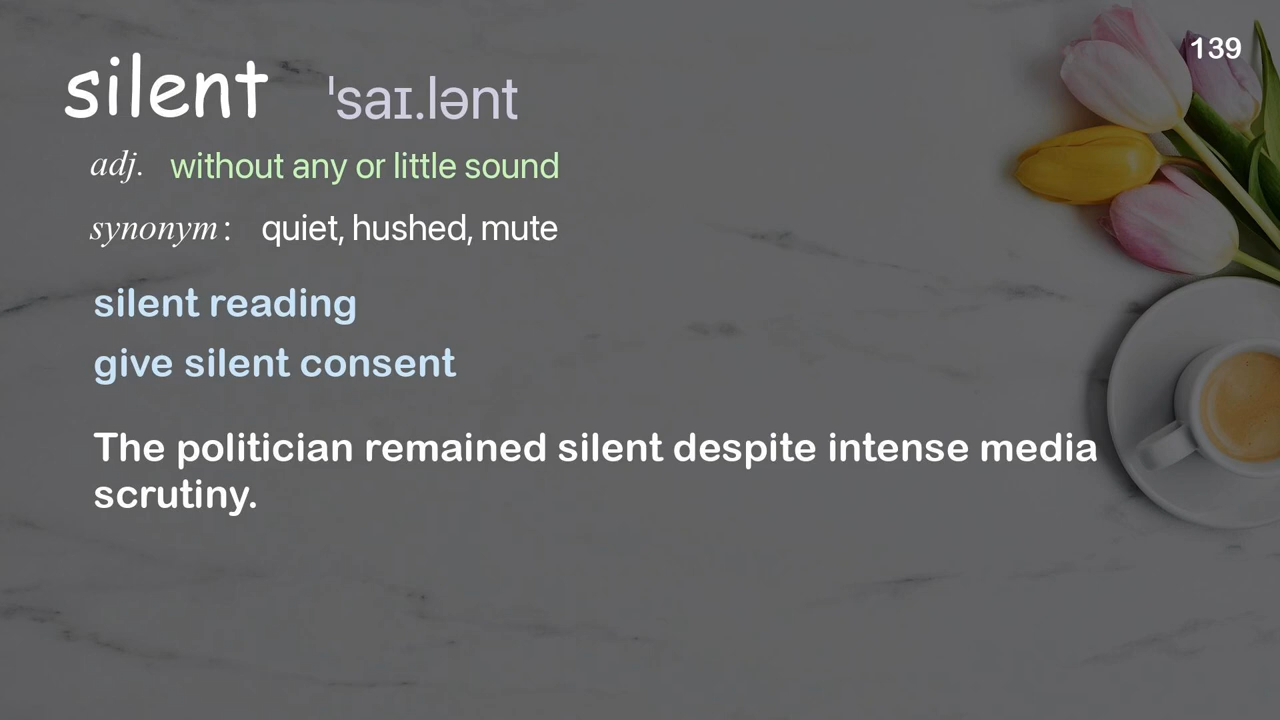 139
silent ˈsaɪ.lənt
adj. without any or little sound
synonym : quiet, hushed, mute
silent reading
give silent consent
The politician remained silent despite intense media
scrutiny.